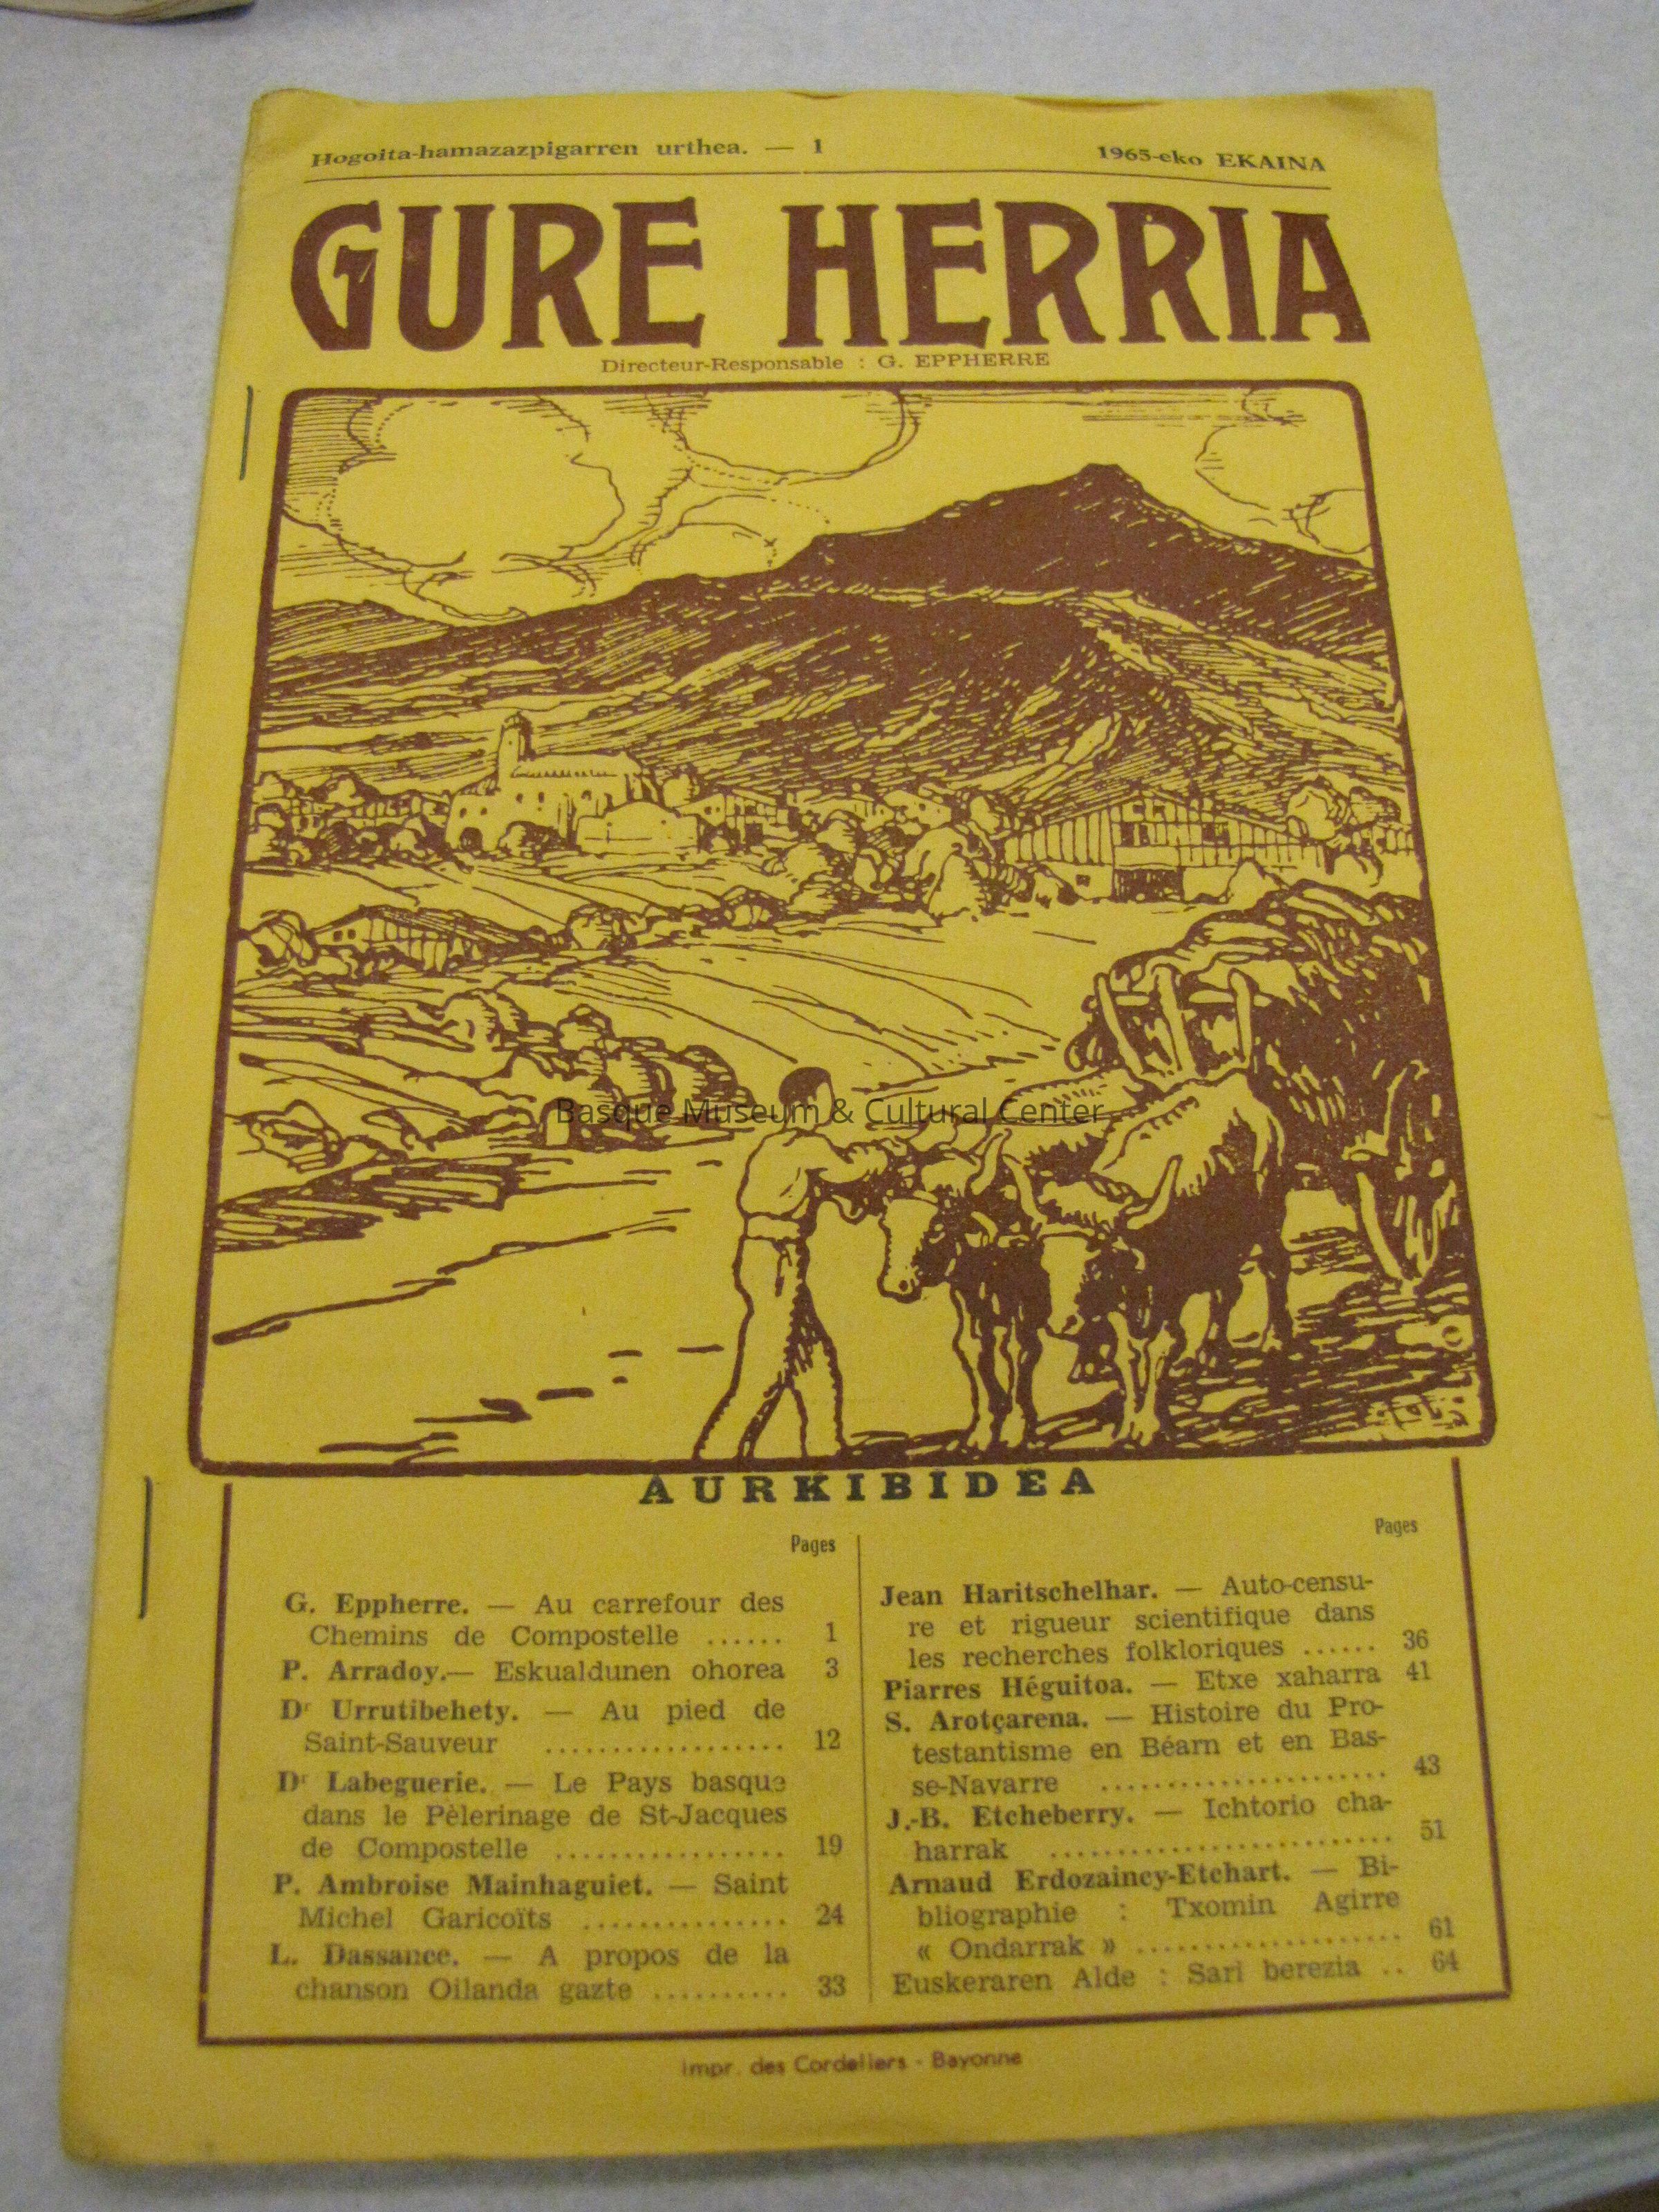 Hogoita-hamazazpigarren urthea. — 1
1965-eko EKAINA
GURE HERRIA
Directeur-Responsable : G. EPPHERRE
Basque Museum & Cultural Center
AURKIBIDEA
Pages
G. Eppherre. — Au carrefour des
Chemins de Compostelle ...... 1
P. Arradoy.— Eskualdunen ohorea 3
Dr Urrutibehety. — Au pied de
Saint-Sauveur .................. 12
Dr Labeguerie. — Le Pays basque
dans le Pèlerinage de St-Jacques
de Compostelle ................. 19
P. Ambroise Mainhaguiet. — Saint
Michel Garicoïts ............... 24
L. Dassance. — A propos de la
chanson Oilanda gazte .......... 33
Pages
Jean Haritschelhar. — Auto-censu-
re et rigueur scientifique dans
les recherches folkloriques ...... 36
Piarres Héguitoa. — Etxe xaharra 41
S. Arotçarena. — Histoire du Pro-
testantisme en Béarn et en Bas-
se-Navarre ...................... 43
J.-B. Etcheberry. — Ichtorio cha-
harrak .......................... 51
Arnaud Erdozaincy-Etchart. — Bi-
bliographie : Txomin Agirre
« Ondarrak » .................... 61
Euskeraren Alde : Sari berezia .. 64
Impr. des Cordeliers - Bayonne